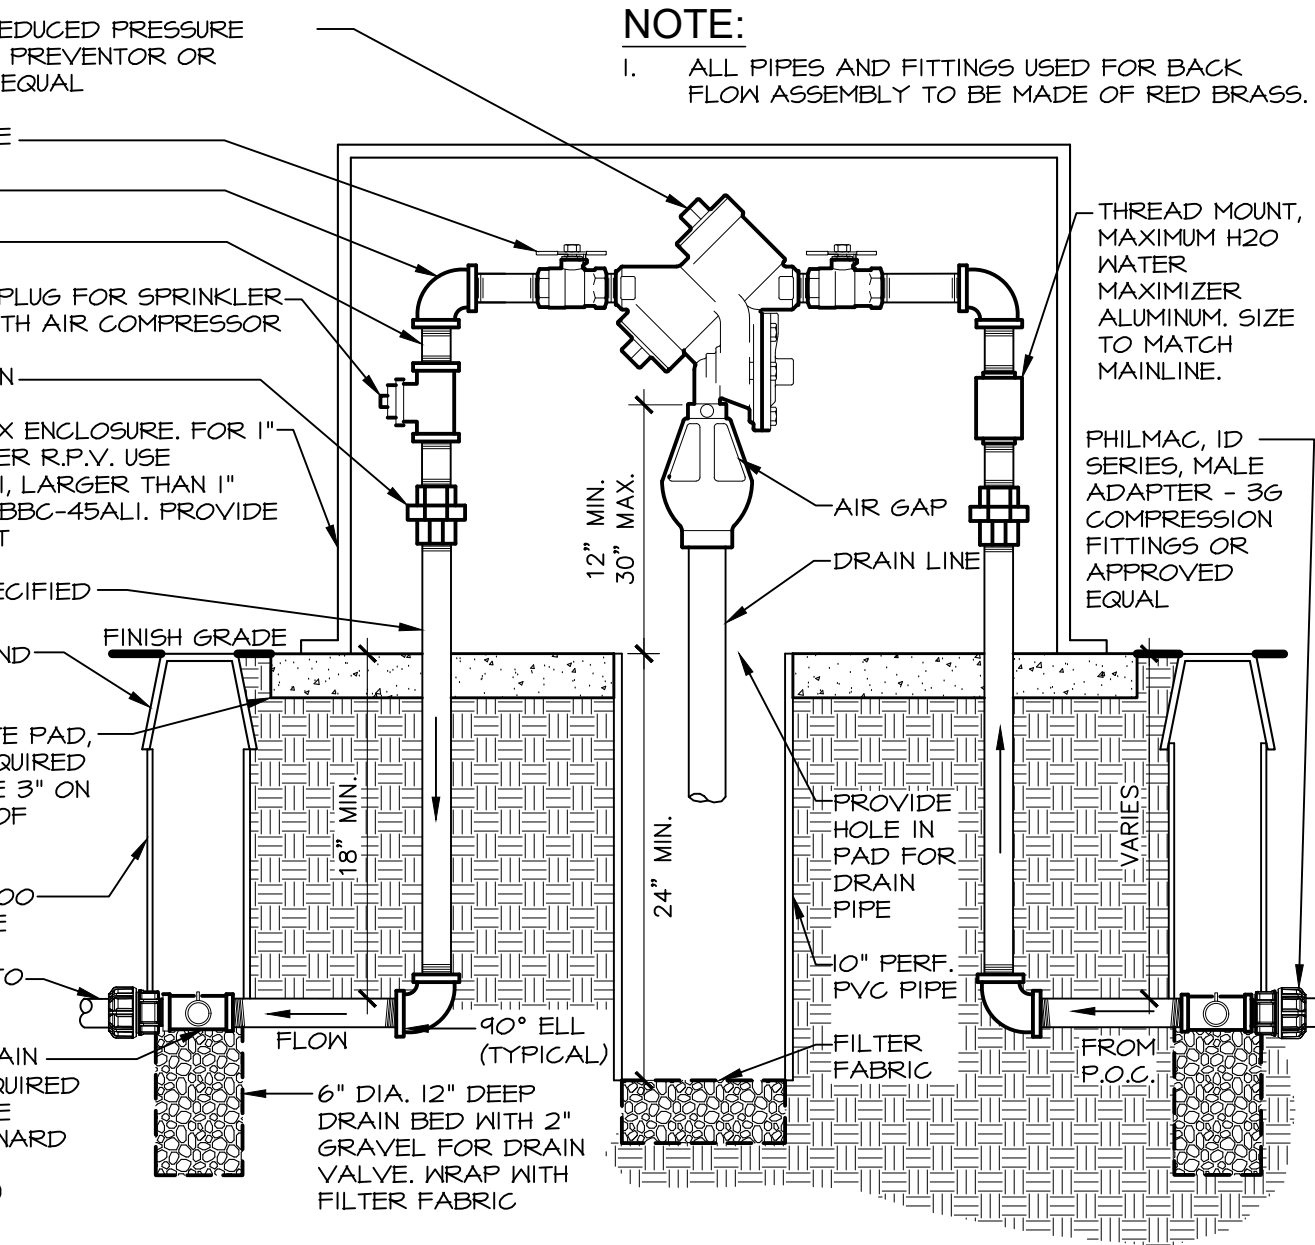 EDUCED PRESSURE
PREVENTOR OR
EQUAL
NOTE:
1. ALL PIPES AND FITTINGS USED FOR BACK
FLOW ASSEMBLY TO BE MADE OF RED BRASS.
E
PLUG FOR SPRINKLER
TH AIR COMPRESSOR
N
X ENCLOSURE. FOR 1"
ER R.P.V. USE
1, LARGER THAN 1"
BBC-45AL1. PROVIDE
T
ECIFIED
FINISH GRADE
ND
TE PAD,
QUIRED
E 3" ON
OF
OO
E
TO
AIN
QUIRED
E
NARD
)
THREAD MOUNT,
MAXIMUM H2O
WATER
MAXIMIZER
ALUMINUM. SIZE
TO MATCH
MAINLINE.
PHILMAC, ID
SERIES, MALE
ADAPTER - 3G
COMPRESSION
FITTINGS OR
APPROVED
EQUAL
12" MIN.
30" MAX.
AIR GAP
DRAIN LINE
18" MIN.
24" MIN.
VARIES
PROVIDE
HOLE IN
PAD FOR
DRAIN
PIPE
10" PERF.
PVC PIPE
FILTER
FABRIC
FLOW
90° ELL
(TYPICAL)
FROM
P.O.C.
6" DIA. 12" DEEP
DRAIN BED WITH 2"
GRAVEL FOR DRAIN
VALVE. WRAP WITH
FILTER FABRIC